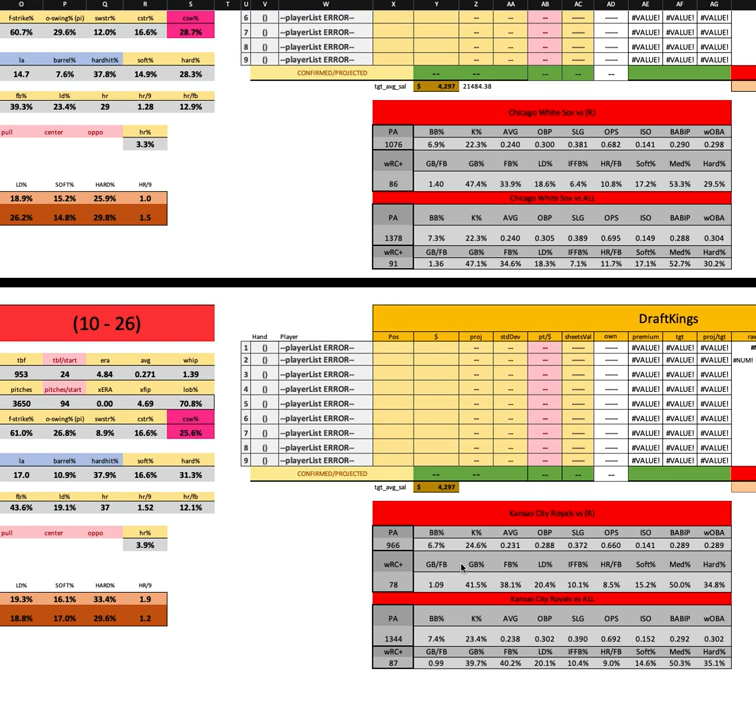 O P Q R S T U V W X Y Z AA AB AC AD AE AF AG
f-strike% o-swing% (pi) swstr% cstr% csw% 6 () --playerList ERROR-- -- -- -- ----- ----- #VALUE! #VALUE! #VALUE!
60.7% 29.6% 12.0% 16.6% 28.7% 7 () --playerList ERROR-- -- -- -- ----- ----- #VALUE! #VALUE! #VALUE!
8 () --playerList ERROR-- -- -- -- ----- ----- #VALUE! #VALUE! #VALUE!
la barrel% hardhit% soft% hard% 9 () --playerList ERROR-- -- -- -- ----- ----- #VALUE! #VALUE! #VALUE!
14.7 7.6% 37.8% 14.9% 28.3% CONFIRMED/PROJECTED -- -- -- -- --
tgt_avg_sal $ 4,297 21484.38
fb% ld% hr hr/9 hr/fb
39.3% 23.4% 29 1.28 12.9%
Chicago White Sox vs (R)
pull center oppo hr% PA BB% K% AVG OBP SLG OPS ISO BABIP wOBA
3.3% 1076 6.9% 22.3% 0.240 0.300 0.381 0.682 0.141 0.290 0.298
wRC+ GB/FB GB% FB% LD% IFFB% HR/FB Soft% Med% Hard%
LD% SOFT% HARD% HR/9 86 1.40 47.4% 33.9% 18.6% 6.4% 10.8% 17.2% 53.3% 29.5%
18.9% 15.2% 25.9% 1.0 Chicago White Sox vs ALL
26.2% 14.8% 29.8% 1.5 PA BB% K% AVG OBP SLG OPS ISO BABIP wOBA
1378 7.3% 22.3% 0.240 0.305 0.389 0.695 0.149 0.288 0.304
wRC+ GB/FB GB% FB% LD% IFFB% HR/FB Soft% Med% Hard%
91 1.36 47.1% 34.6% 18.3% 7.1% 11.7% 17.1% 52.7% 30.2%
(10 - 26) DraftKings
Hand Player Pos $ proj stdDev pt/$ sheetsVal own premium tgt proj/tgt
1 () --playerList ERROR-- -- -- -- ----- ----- #VALUE! #VALUE! #VALUE!
tbf tbf/start era avg whip 2 () --playerList ERROR-- -- -- -- ----- ----- #VALUE! #VALUE! #VALUE! #NUM!
953 24 4.84 0.271 1.39 3 () --playerList ERROR-- -- -- -- ----- ----- #VALUE! #VALUE! #VALUE!
pitches pitches/start xERA xfip lob% 4 () --playerList ERROR-- -- -- -- ----- ----- #VALUE! #VALUE! #VALUE!
3650 94 0.00 4.69 70.8% 5 () --playerList ERROR-- -- -- -- ----- ----- #VALUE! #VALUE! #VALUE!
f-strike% o-swing% (pi) swstr% cstr% csw% 6 () --playerList ERROR-- -- -- -- ----- ----- #VALUE! #VALUE! #VALUE!
61.0% 26.8% 8.9% 16.6% 25.6% 7 () --playerList ERROR-- -- -- -- ----- ----- #VALUE! #VALUE! #VALUE!
8 () --playerList ERROR-- -- -- -- ----- ----- #VALUE! #VALUE! #VALUE!
la barrel% hardhit% soft% hard% 9 () --playerList ERROR-- -- -- -- ----- ----- #VALUE! #VALUE! #VALUE!
17.0 10.9% 37.9% 16.8% 31.3% CONFIRMED/PROJECTED -- -- -- -- --
tgt_avg_sal $ 4,297
fb% ld% hr hr/9 hr/fb
43.6% 19.1% 37 1.52 12.1%
Kansas City Royals vs (R)
pull center oppo hr% PA BB% K% AVG OBP SLG OPS ISO BABIP wOBA
3.9% 966 6.7% 24.6% 0.231 0.288 0.372 0.660 0.141 0.289 0.289
wRC+ GB/FB GB% FB% LD% IFFB% HR/FB Soft% Med% Hard%
LD% SOFT% HARD% HR/9 78 1.09 41.5% 38.1% 20.4% 10.1% 8.5% 15.2% 50.0% 34.8%
19.3% 16.1% 33.4% 1.9 Kansas City Royals vs ALL
18.8% 17.0% 29.6% 1.2 PA BB% K% AVG OBP SLG OPS ISO BABIP wOBA
1344 7.4% 23.4% 0.238 0.302 0.390 0.692 0.152 0.292 0.302
wRC+ GB/FB GB% FB% LD% IFFB% HR/FB Soft% Med% Hard%
87 0.99 39.7% 40.2% 20.1% 10.4% 9.0% 14.6% 50.3% 35.1%